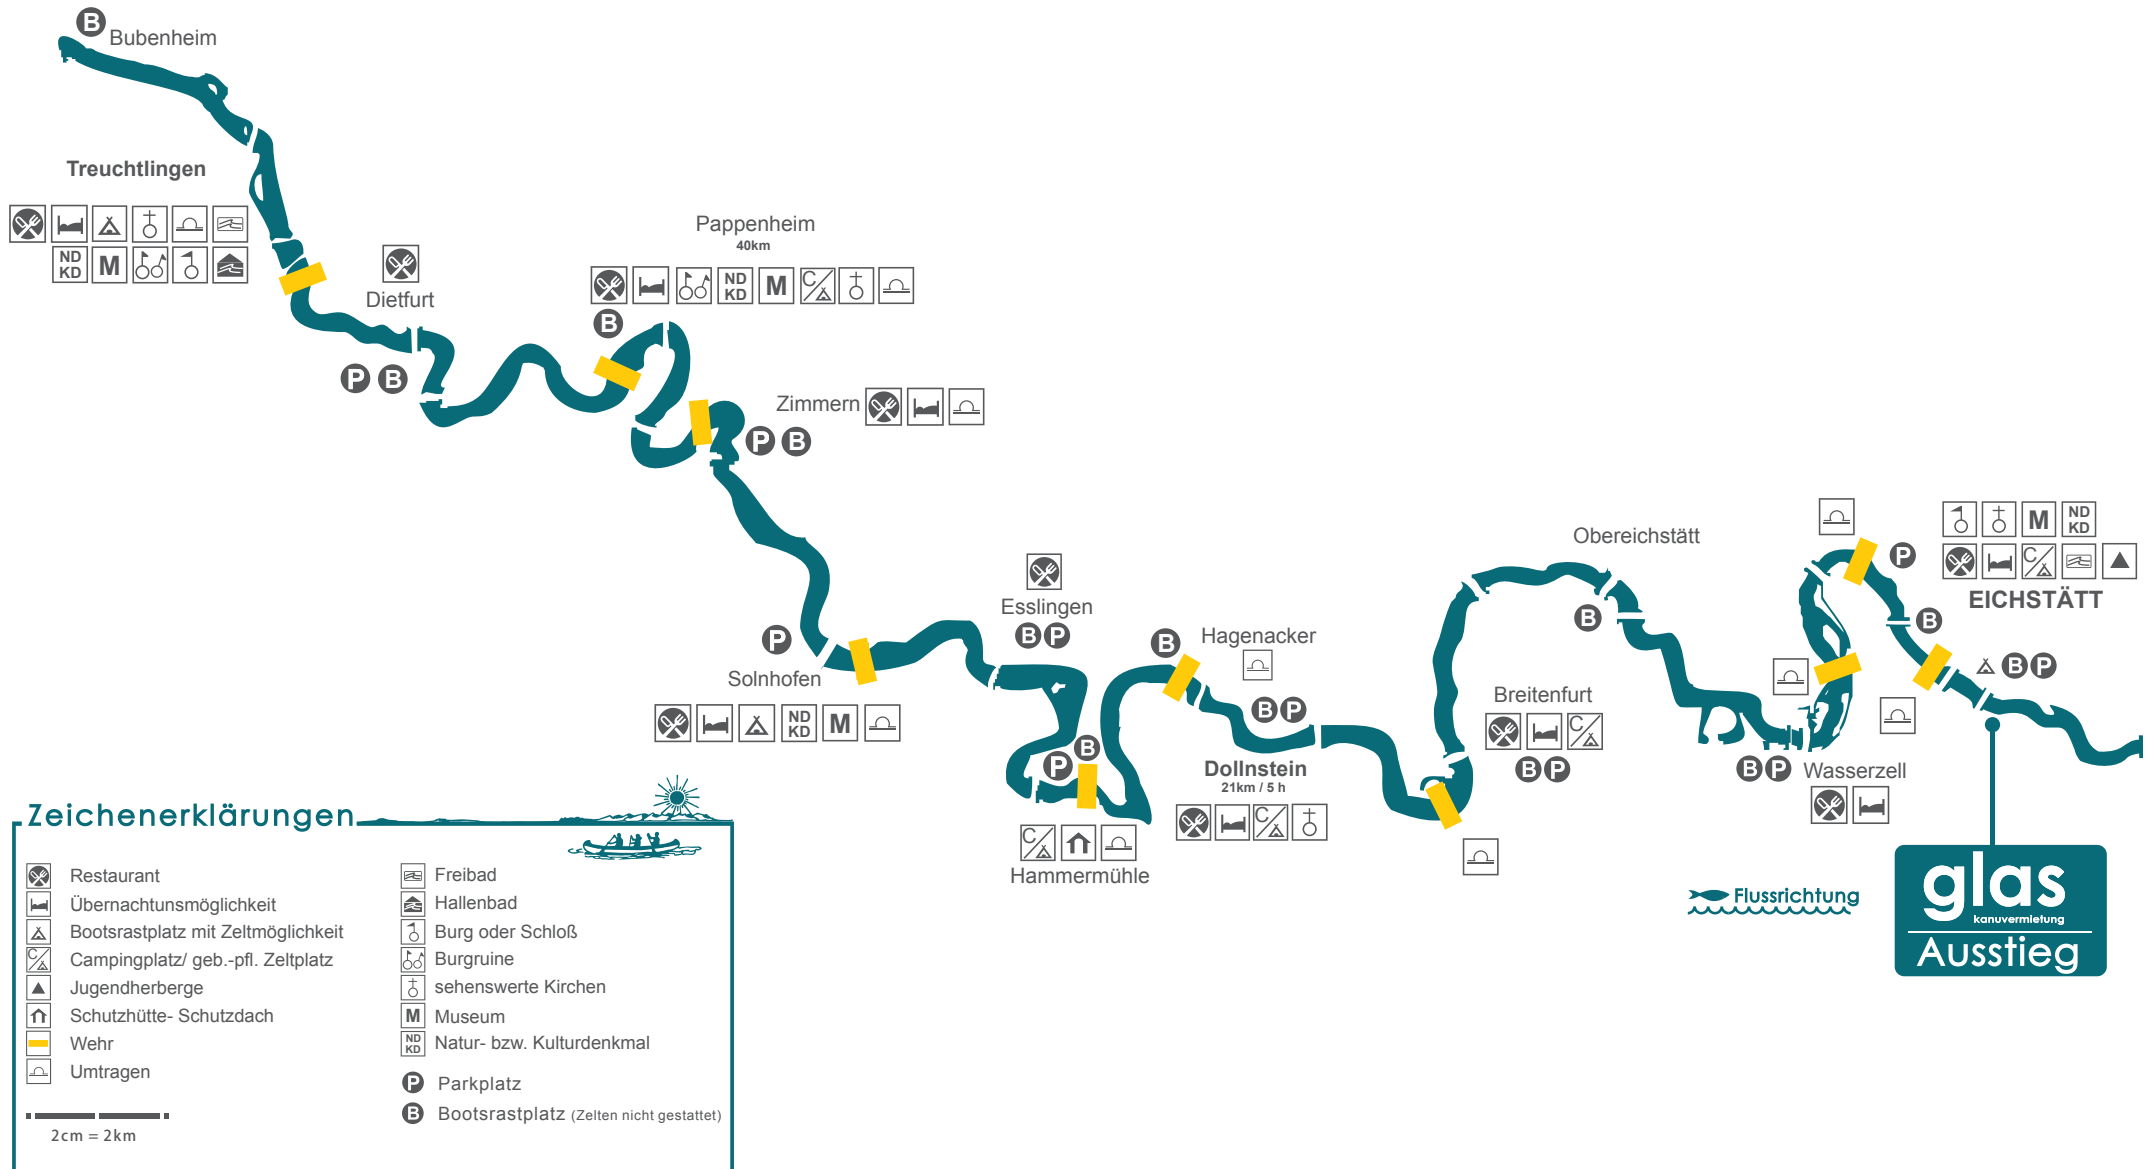 B
Bubenheim
Treuchtlingen
ND
KD
M
Dietfurt
P B
Pappenheim
40km
ND
KD
M
C
B
Zimmern
P B
P
Solnhofen
ND
KD
M
Esslingen
B P
P
B
C
Hammermühle
B
Hagenacker
B P
Dollnstein
21km / 5 h
C
Breitenfurt
C
B P
Obereichstätt
B
B P
Wasserzell
P
B
M
ND
KD
C
EICHSTÄTT
B P
Flussrichtung
glas
kanuvermietung
Ausstieg
Zeichenerklärungen
Restaurant
Übernachtunsmöglichkeit
Bootsrastplatz mit Zeltmöglichkeit
C
Campingplatz/ geb.-pfl. Zeltplatz
Jugendherberge
Schutzhütte- Schutzdach
Wehr
Umtragen
2cm = 2km
Freibad
Hallenbad
Burg oder Schloß
Burgruine
sehenswerte Kirchen
M Museum
ND
KD
Natur- bzw. Kulturdenkmal
P Parkplatz
B Bootsrastplatz (Zelten nicht gestattet)